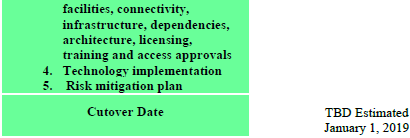 facilities, connectivity,
infrastructure, dependencies,
architecture, licensing,
training and access approvals
4. Technology implementation
5. Risk mitigation plan
Cutover Date
TBD Estimated
January 1, 2019